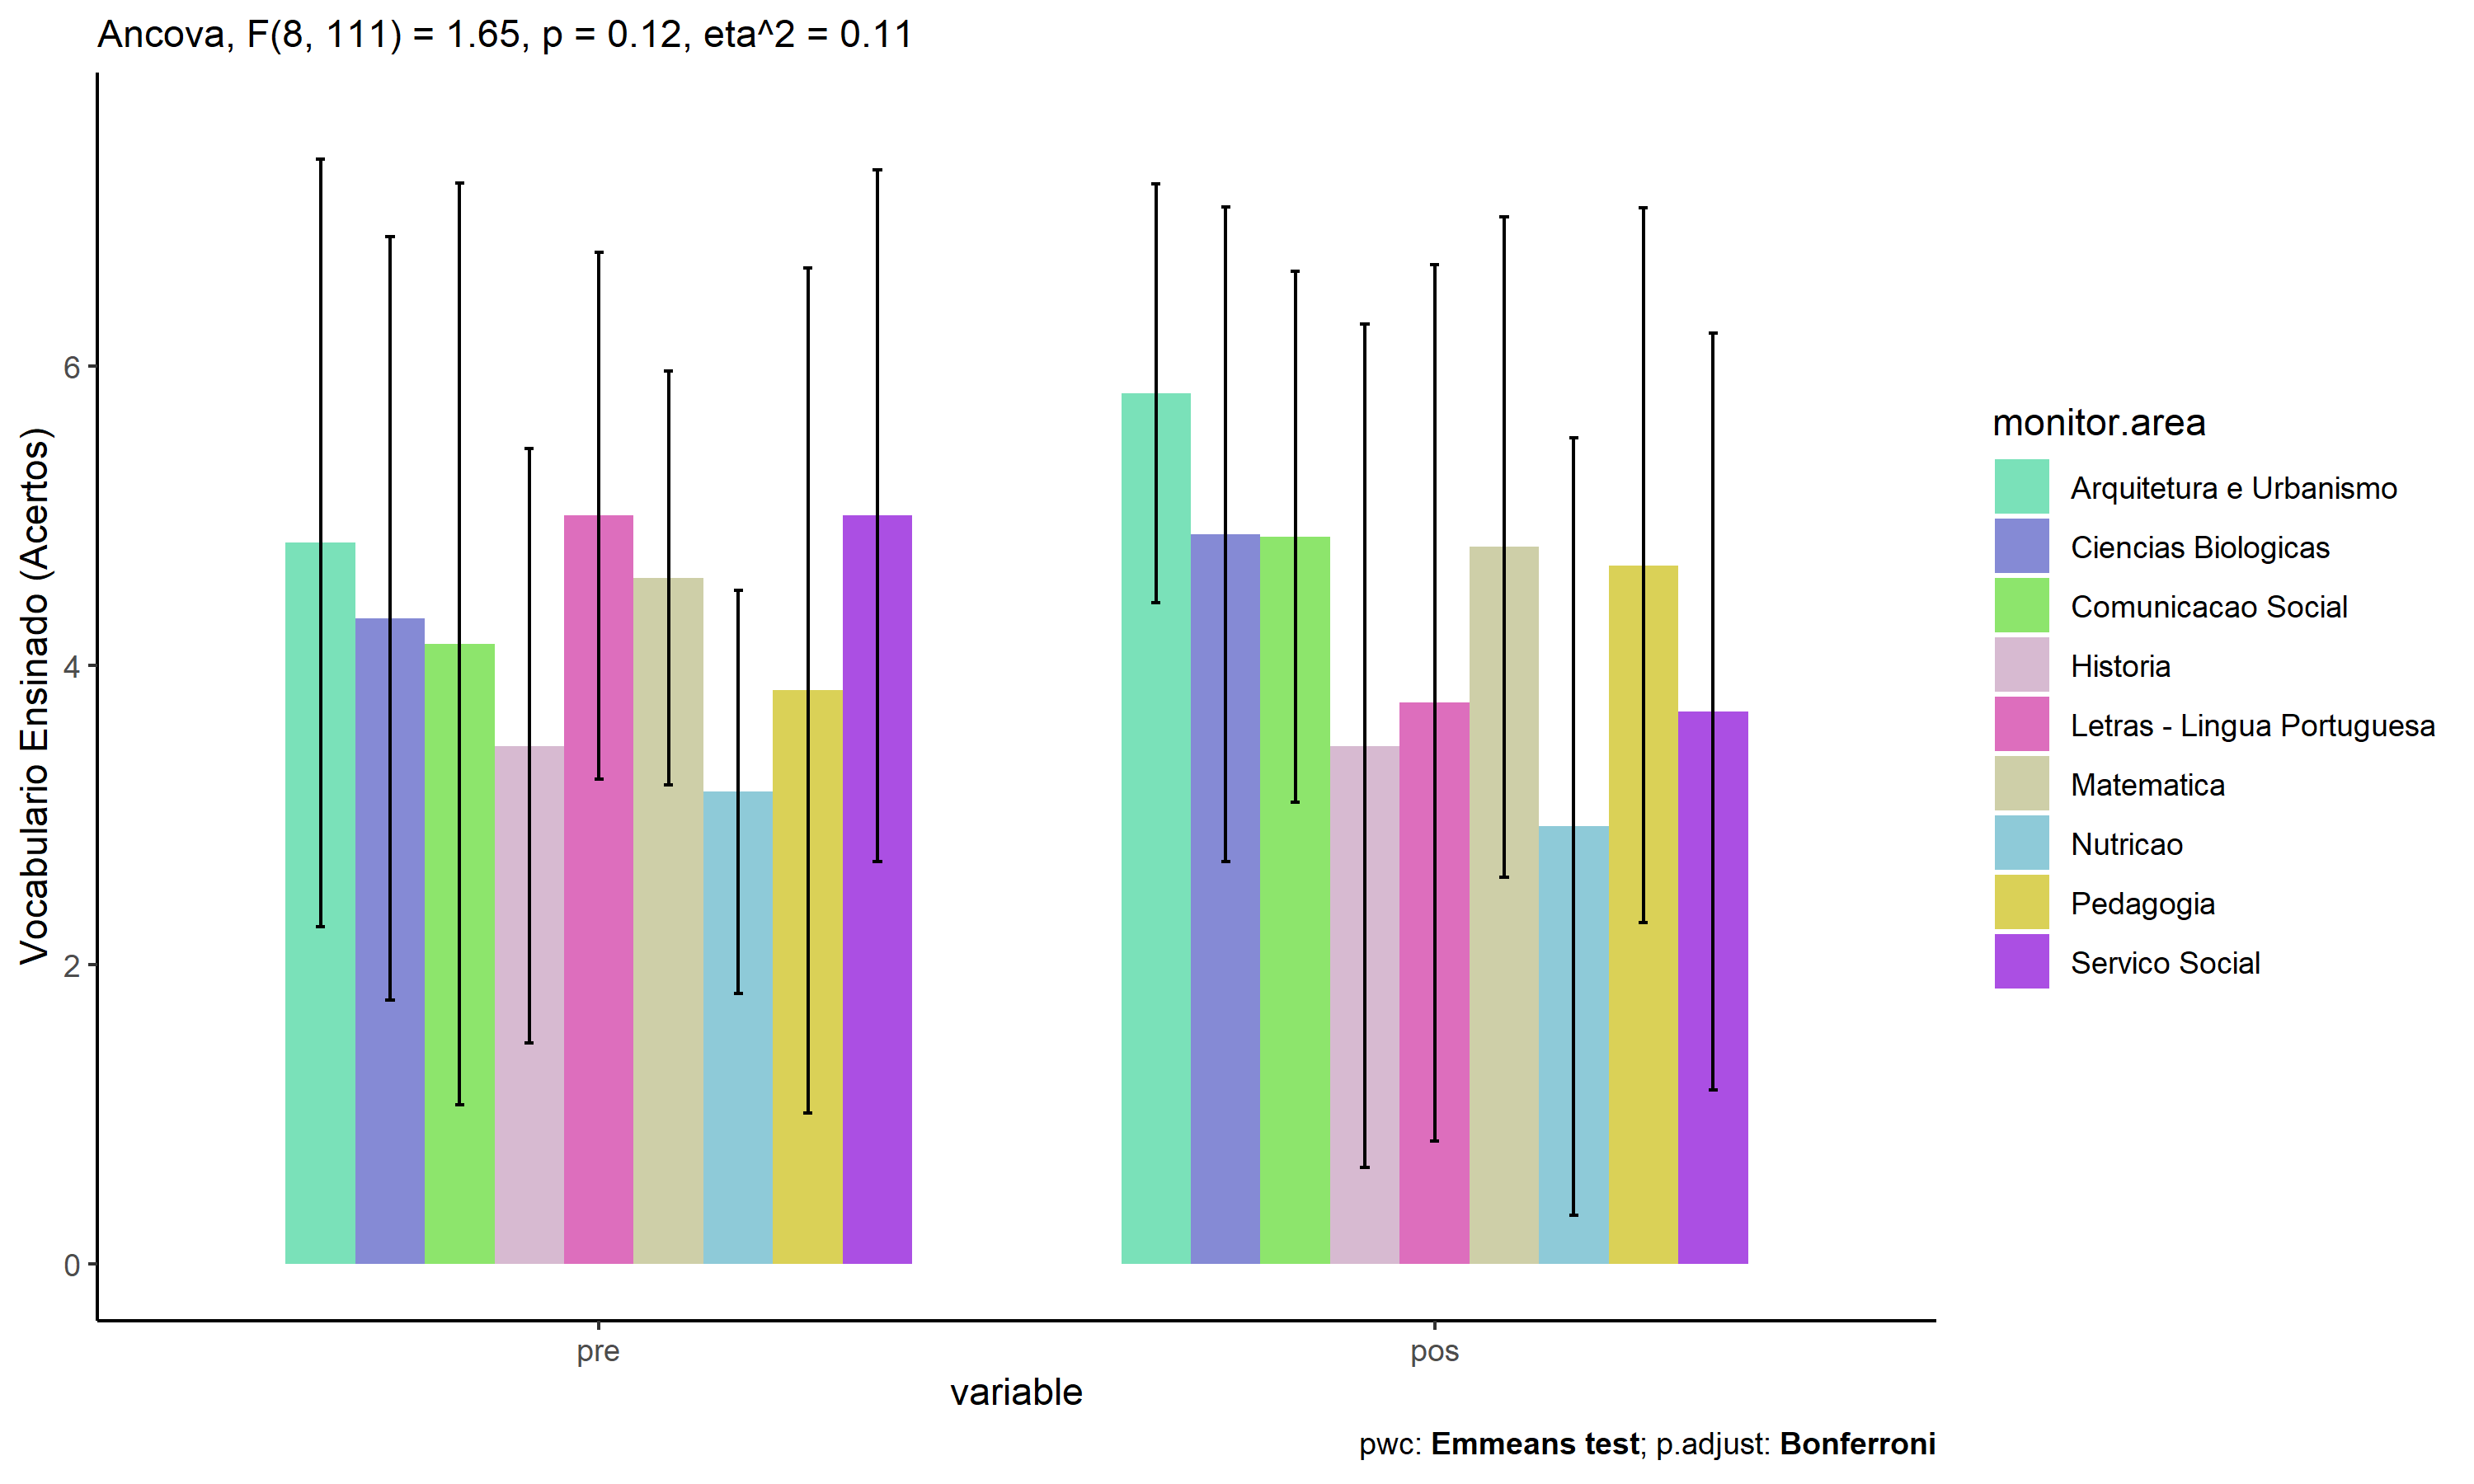 Ancova, F(8, 111) = 1.65, p = 0.12, eta^2 = 0.11
Vocabulario Ensinado (Acertos)
6
4
2
0
pre
pos
variable
monitor.area
Arquitetura e Urbanismo
Ciencias Biologicas
Comunicacao Social
Historia
Letras - Lingua Portuguesa
Matematica
Nutricao
Pedagogia
Servico Social
pwc: Emmeans test; p.adjust: Bonferroni